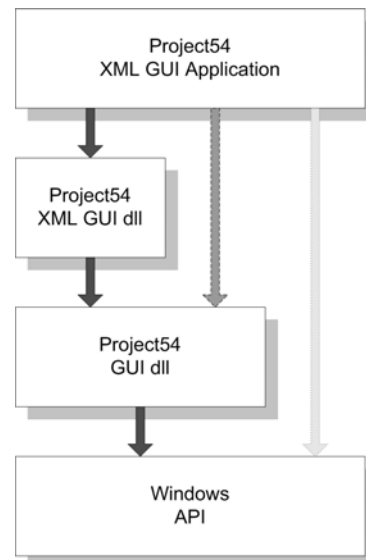 Project54
XML GUI Application
Project54
XML GUI dll
Project54
GUI dll
Windows
API